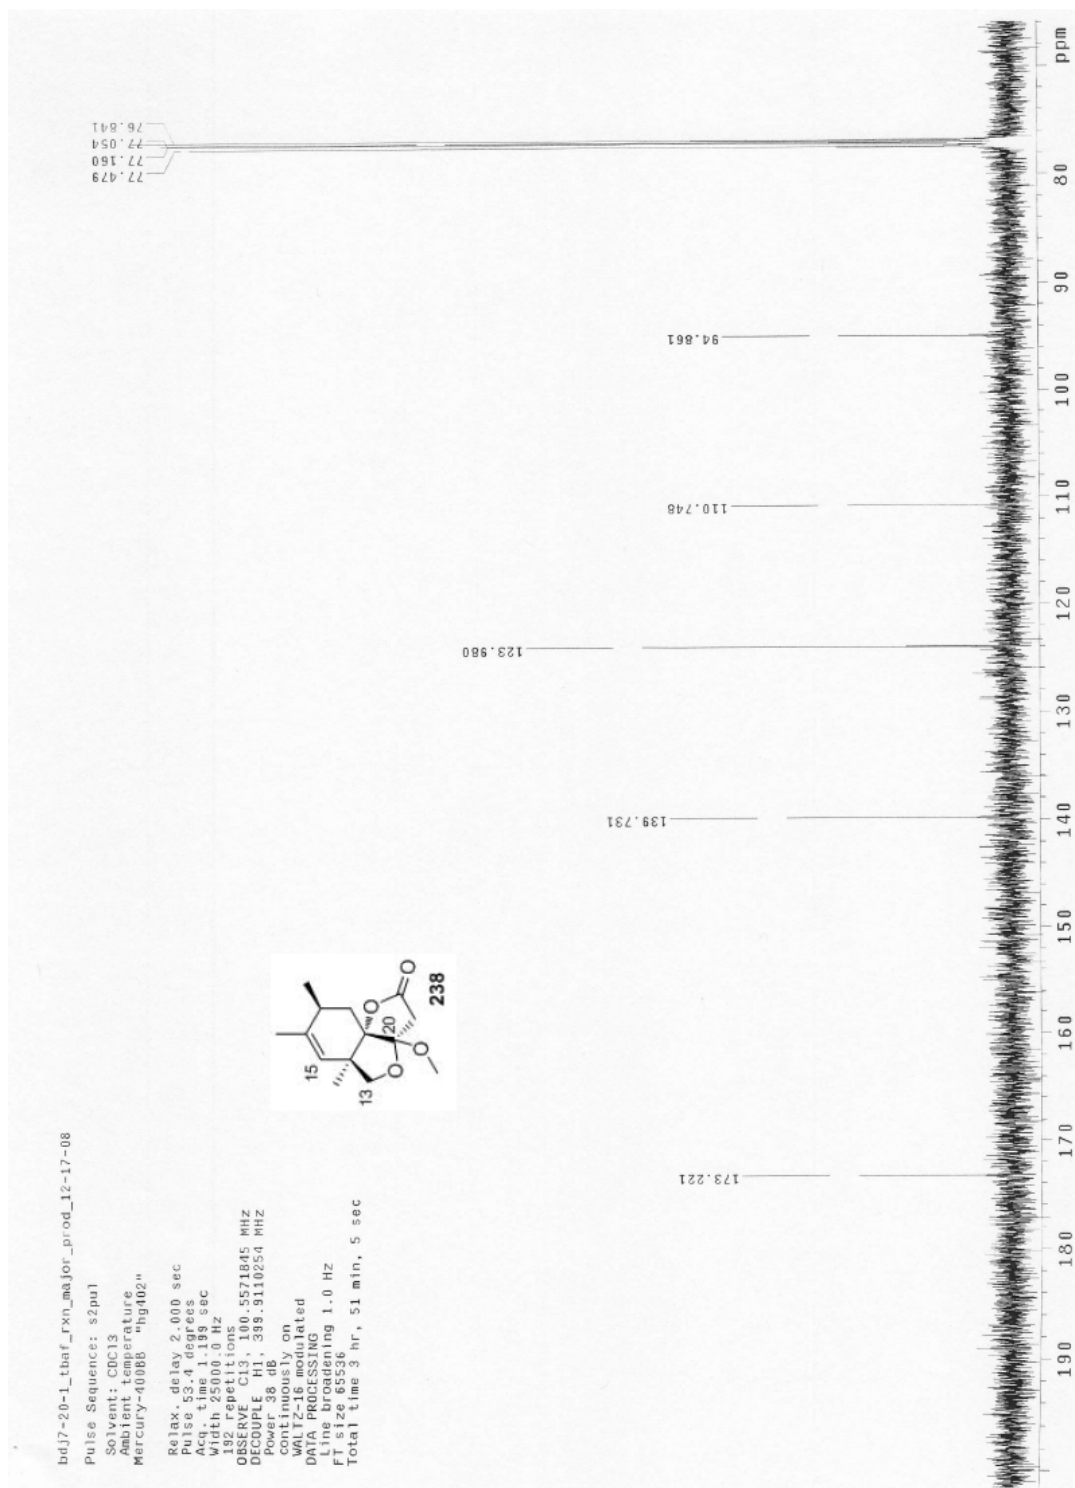 bdj7-20-1_tbaf_rxn_major_prod_12-17-08
Pulse Sequence: s2pul
Solvent: CDCl3
Ambient temperature
Mercury-400BB "hg402"
Relax. delay 2.000 sec
Pulse 53.4 degrees
Acq. time 1.199 sec
Width 25000.0 Hz
192 repetitions
OBSERVE C13, 100.5571845 MHz
DECOUPLE H1, 399.9110254 MHz
Power 38 dB
continuously on
WALTZ-16 modulated
DATA PROCESSING
Line broadening 1.0 Hz
FT size 65536
Total time 3 hr, 51 min, 5 sec
15
13
O
O
20
O
O
238
173.221
139.731
123.980
110.748
94.861
77.479
77.160
77.054
76.841
190
180
170
160
150
140
130
120
110
100
90
80
ppm